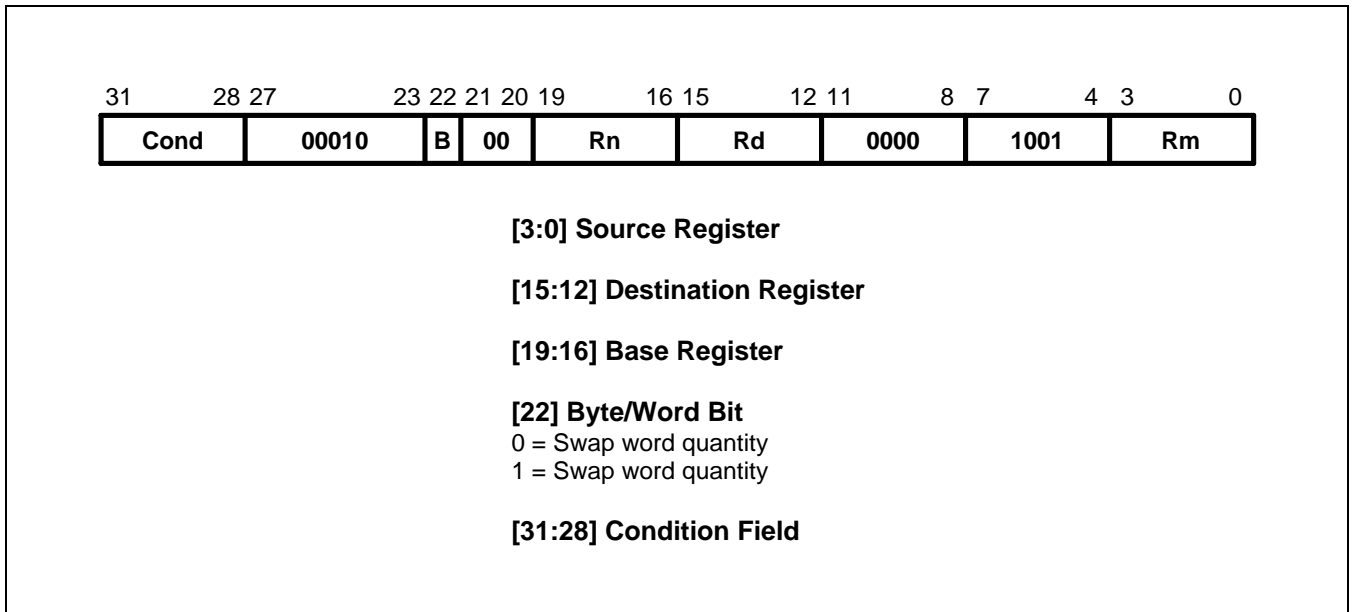 31 28 27 23 22 21 20 19 16 15 12 11 8 7 4 3 0
Cond 00010 B 00 Rn Rd 0000 1001 Rm
[3:0] Source Register
[15:12] Destination Register
[19:16] Base Register
[22] Byte/Word Bit
0 = Swap word quantity
1 = Swap word quantity
[31:28] Condition Field